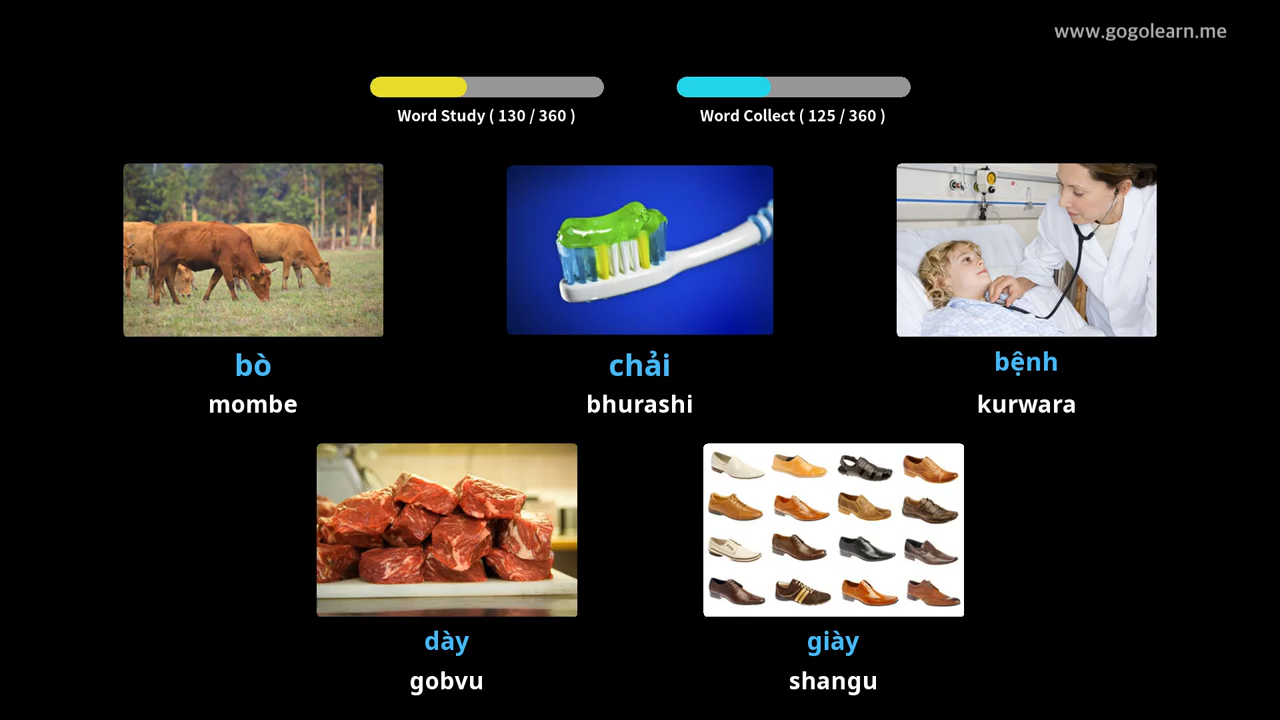 www.gogolearn.me
Word Study ( 130 / 360 )
Word Collect ( 125 / 360 )
bò
chải
bệnh
mombe
bhurashi
kurwara
dày
giày
gobvu
shangu